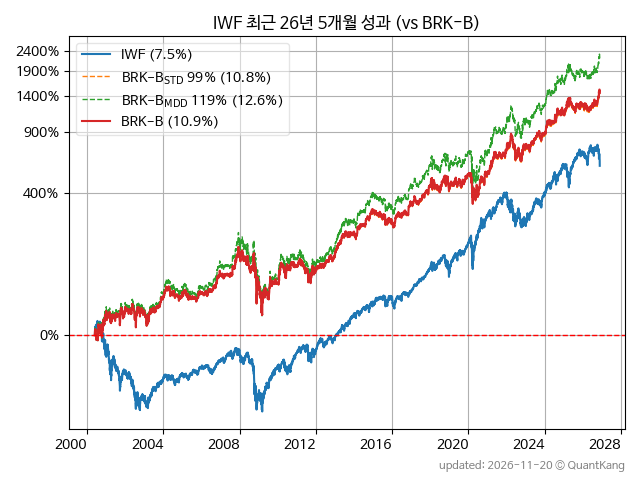 IWF 최근 26년 5개월 성과 (vs BRK-B)
2400%
1900%
1400%
900%
400%
0%
IWF (7.5%)
BRK-B_STD 99% (10.8%)
BRK-B_MDD 119% (12.6%)
BRK-B (10.9%)
2000 2004 2008 2012 2016 2020 2024 2028
updated: 2026-11-20 © QuantKang